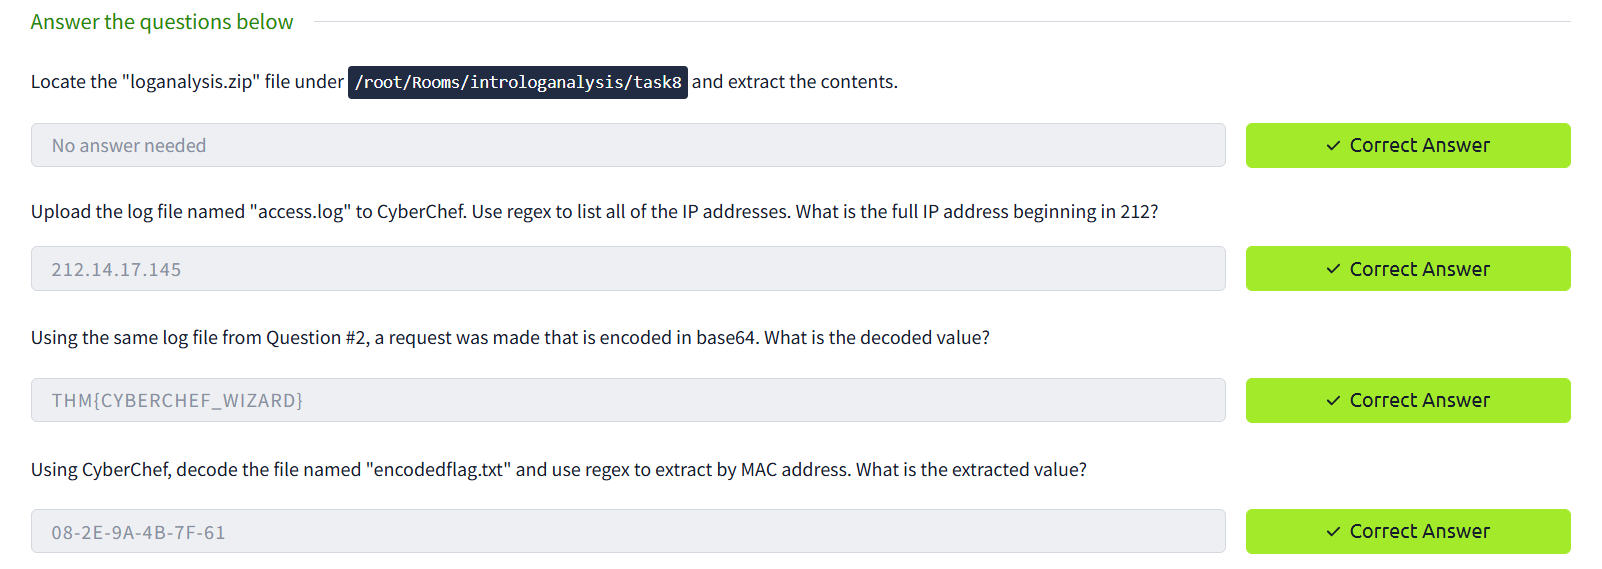 Answer the questions below
Locate the "loganalysis.zip" file under /root/Rooms/introloganalysis/task8 and extract the contents.
No answer needed
✓ Correct Answer
Upload the log file named "access.log" to CyberChef. Use regex to list all of the IP addresses. What is the full IP address beginning in 212?
212.14.17.145
✓ Correct Answer
Using the same log file from Question #2, a request was made that is encoded in base64. What is the decoded value?
THM{CYBERCHEF_WIZARD}
✓ Correct Answer
Using CyberChef, decode the file named "encodedflag.txt" and use regex to extract by MAC address. What is the extracted value?
08-2E-9A-4B-7F-61
✓ Correct Answer